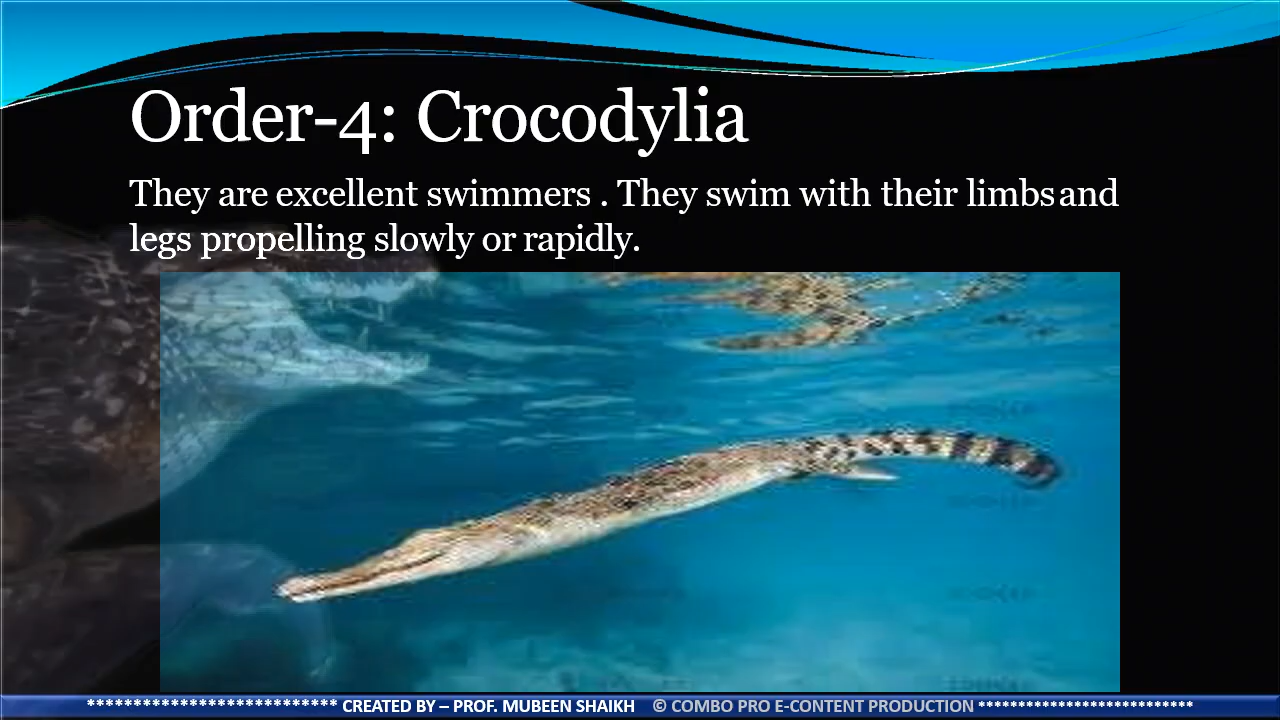 Order-4: Crocodylia
They are excellent swimmers . They swim with their limbs and
legs propelling slowly or rapidly.
*************************** CREATED BY – PROF. MUBEEN SHAIKH © COMBO PRO E-CONTENT PRODUCTION ***************************